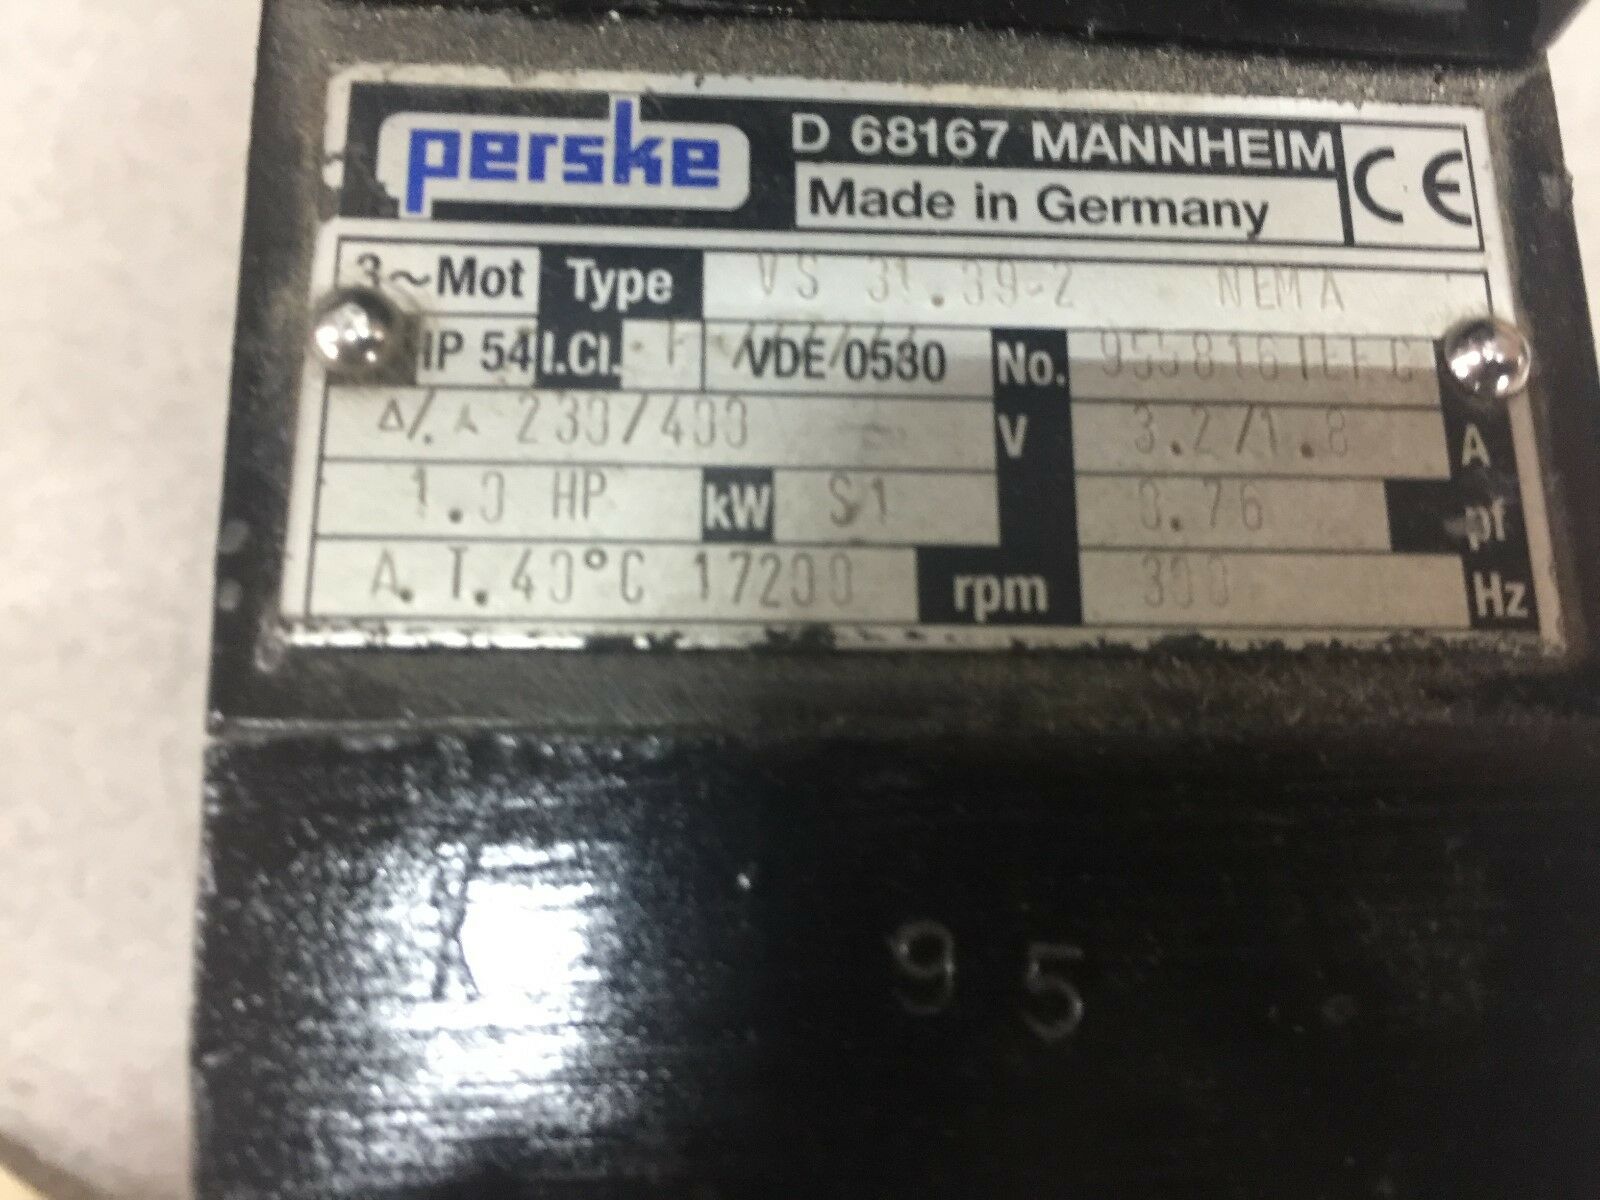 perske
D 68167 MANNHEIM
Made in Germany
CE
3~Mot Type VS 31.39-2 NEMA
IP 54 I.Cl. F VDE 0530 No.
Δ/⅄ 230/400 V 3.2/1.8 A
1.0 HP kW S1 0.76 pf
A.T.40°C 17200 rpm 300 Hz
95